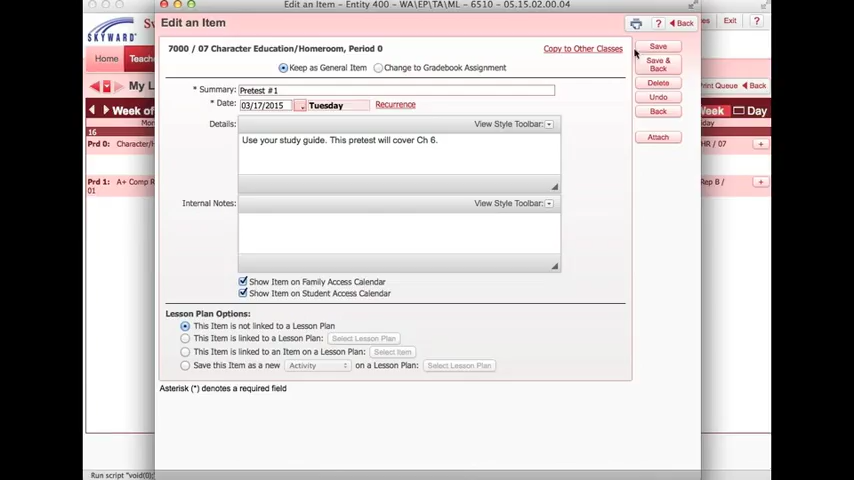 Edit an Item - Entity 400 - WA\EP\TA\ML - 6510 - 05.15.02.00.04
Edit an Item
? Back
SKYWARD
Exit
7000 / 07 Character Education/Homeroom, Period 0
Copy to Other Classes
Save
Home
Keep as General Item
Change to Gradebook Assignment
Save & Back
* Summary: Pretest #1
Delete
Print Queue
Back
My L
* Date: 03/17/2015 Tuesday
Recurrence
Undo
Week of
Back
Week
Day
Details:
View Style Toolbar:
16
Use your study guide. This pretest will cover Ch 6.
Attach
Prd 0: Character/H
HR / 07
+
Prd 1: A+ Comp R
01
Rep B /
+
Internal Notes:
View Style Toolbar:
Show Item on Family Access Calendar
Show Item on Student Access Calendar
Lesson Plan Options:
This Item is not linked to a Lesson Plan
This Item is linked to a Lesson Plan: Select Lesson Plan
This Item is linked to an Item on a Lesson Plan: Select Item
Save this Item as a new Activity on a Lesson Plan: Select Lesson Plan
Asterisk (*) denotes a required field
Run script "void(0);